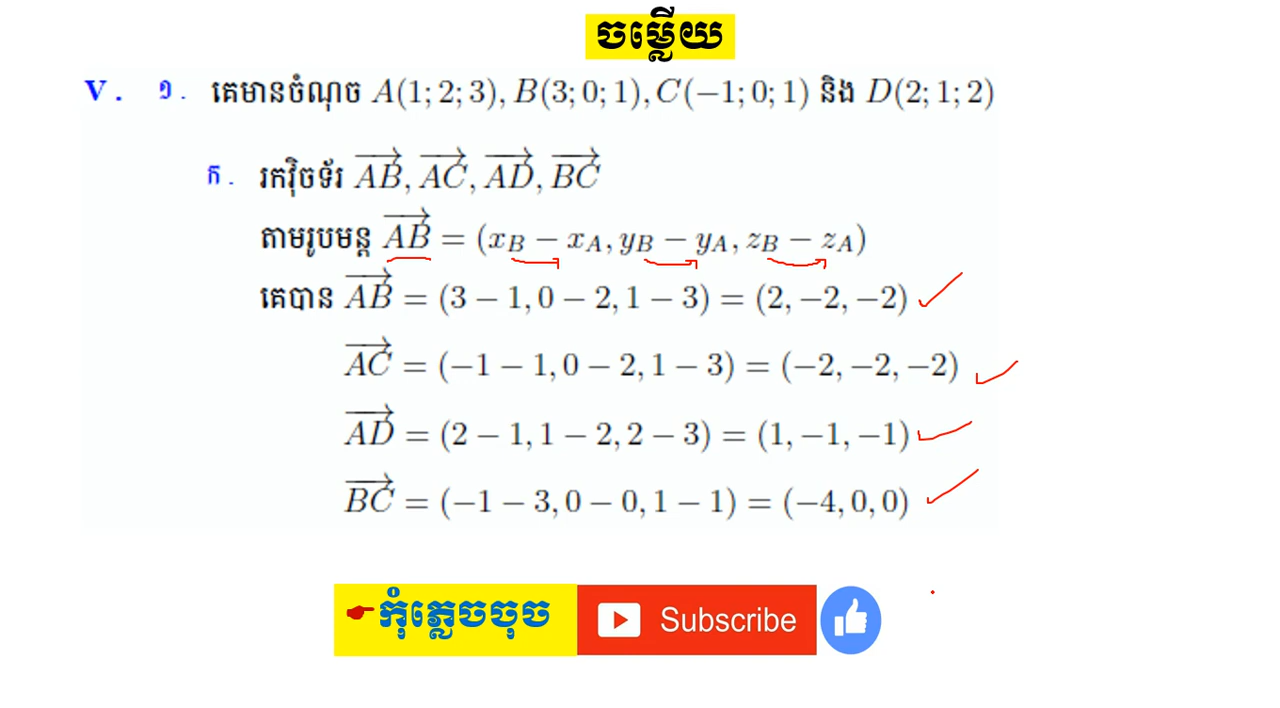 ចម្លើយ
V. ១. គេមានចំណុច A(1; 2; 3), B(3; 0; 1), C(−1; 0; 1) និង D(2; 1; 2)
ក. រកវ៉ិចទ័រ $\overrightarrow{AB}, \overrightarrow{AC}, \overrightarrow{AD}, \overrightarrow{BC}$
តាមរូបមន្ត $\overrightarrow{AB} = (x_B - x_A, y_B - y_A, z_B - z_A)$
គេបាន $\overrightarrow{AB} = (3 - 1, 0 - 2, 1 - 3) = (2, -2, -2)$
$\overrightarrow{AC} = (-1 - 1, 0 - 2, 1 - 3) = (-2, -2, -2)$
$\overrightarrow{AD} = (2 - 1, 1 - 2, 2 - 3) = (1, -1, -1)$
$\overrightarrow{BC} = (-1 - 3, 0 - 0, 1 - 1) = (-4, 0, 0)$
☛កុំភ្លេចចុច Subscribe